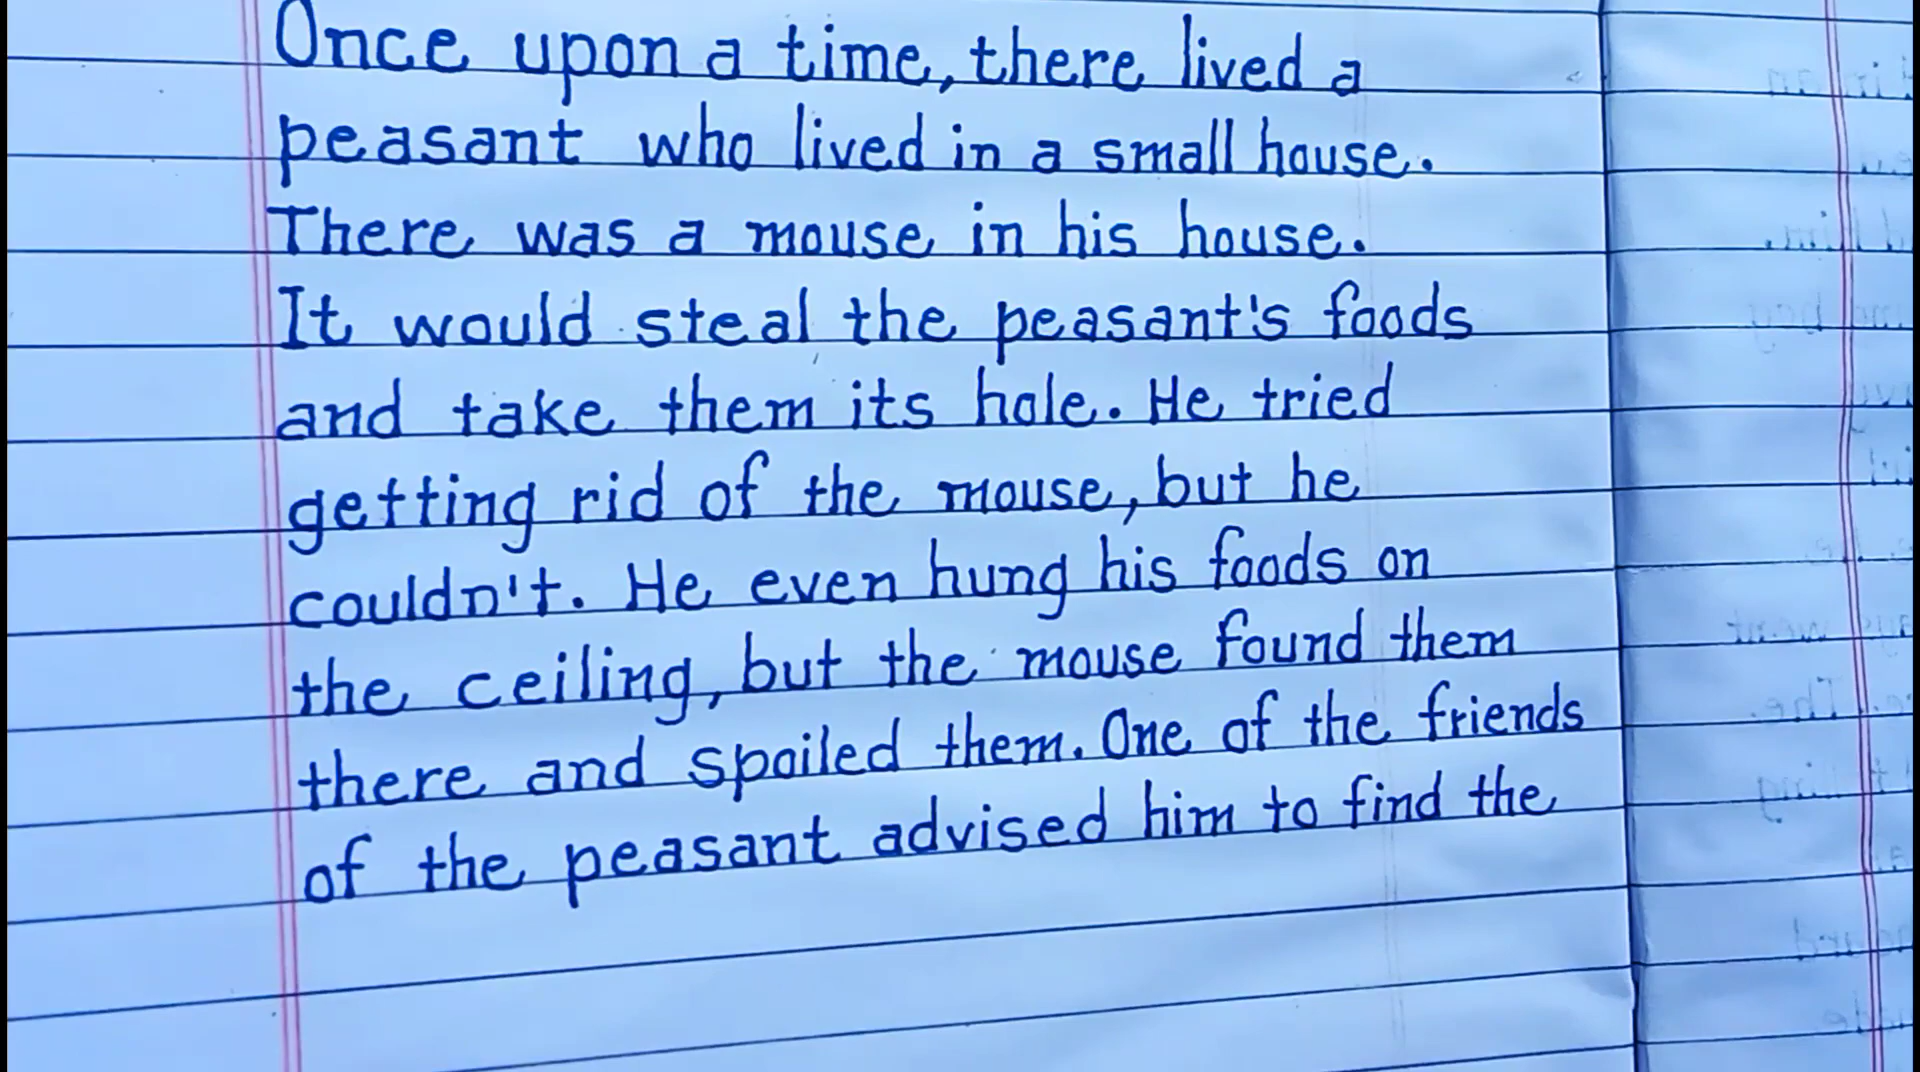 Once upon a time, there lived a
peasant who lived in a small house.
There was a mouse in his house.
It would steal the peasant's foods
and take them its hole. He tried
getting rid of the mouse, but he
couldn't. He even hung his foods on
the ceiling, but the mouse found them
there and spoiled them. One of the friends
of the peasant advised him to find the